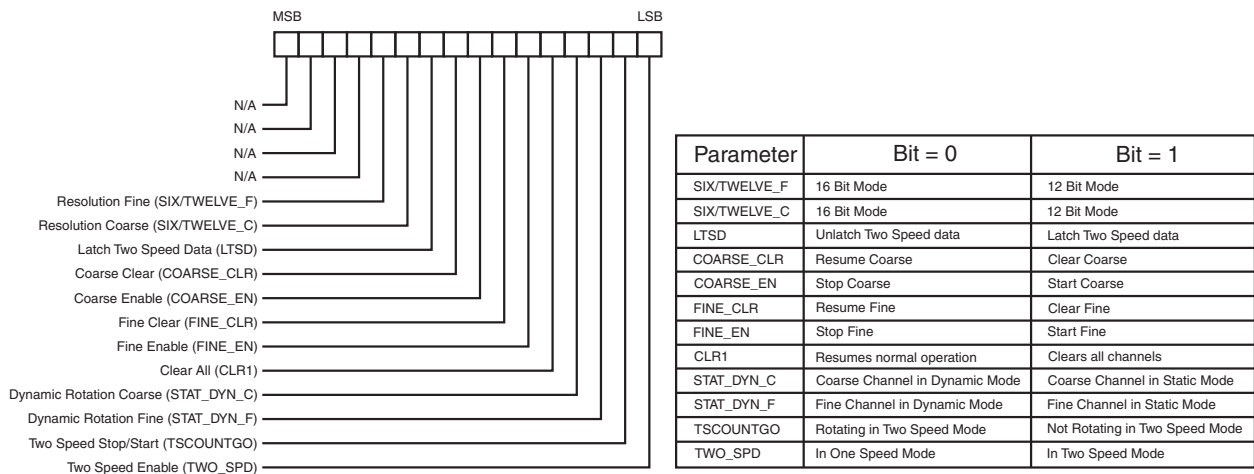 MSB LSB
N/A
N/A
N/A
N/A
Resolution Fine (SIX/TWELVE_F)
Resolution Coarse (SIX/TWELVE_C)
Latch Two Speed Data (LTSD)
Coarse Clear (COARSE_CLR)
Coarse Enable (COARSE_EN)
Fine Clear (FINE_CLR)
Fine Enable (FINE_EN)
Clear All (CLR1)
Dynamic Rotation Coarse (STAT_DYN_C)
Dynamic Rotation Fine (STAT_DYN_F)
Two Speed Stop/Start (TSCOUNTGO)
Two Speed Enable (TWO_SPD)
Parameter Bit = 0 Bit = 1
SIX/TWELVE_F 16 Bit Mode 12 Bit Mode
SIX/TWELVE_C 16 Bit Mode 12 Bit Mode
LTSD Unlatch Two Speed data Latch Two Speed data
COARSE_CLR Resume Coarse Clear Coarse
COARSE_EN Stop Coarse Start Coarse
FINE_CLR Resume Fine Clear Fine
FINE_EN Stop Fine Start Fine
CLR1 Resumes normal operation Clears all channels
STAT_DYN_C Coarse Channel in Dynamic Mode Coarse Channel in Static Mode
STAT_DYN_F Fine Channel in Dynamic Mode Fine Channel in Static Mode
TSCOUNTGO Rotating in Two Speed Mode Not Rotating in Two Speed Mode
TWO_SPD In One Speed Mode In Two Speed Mode